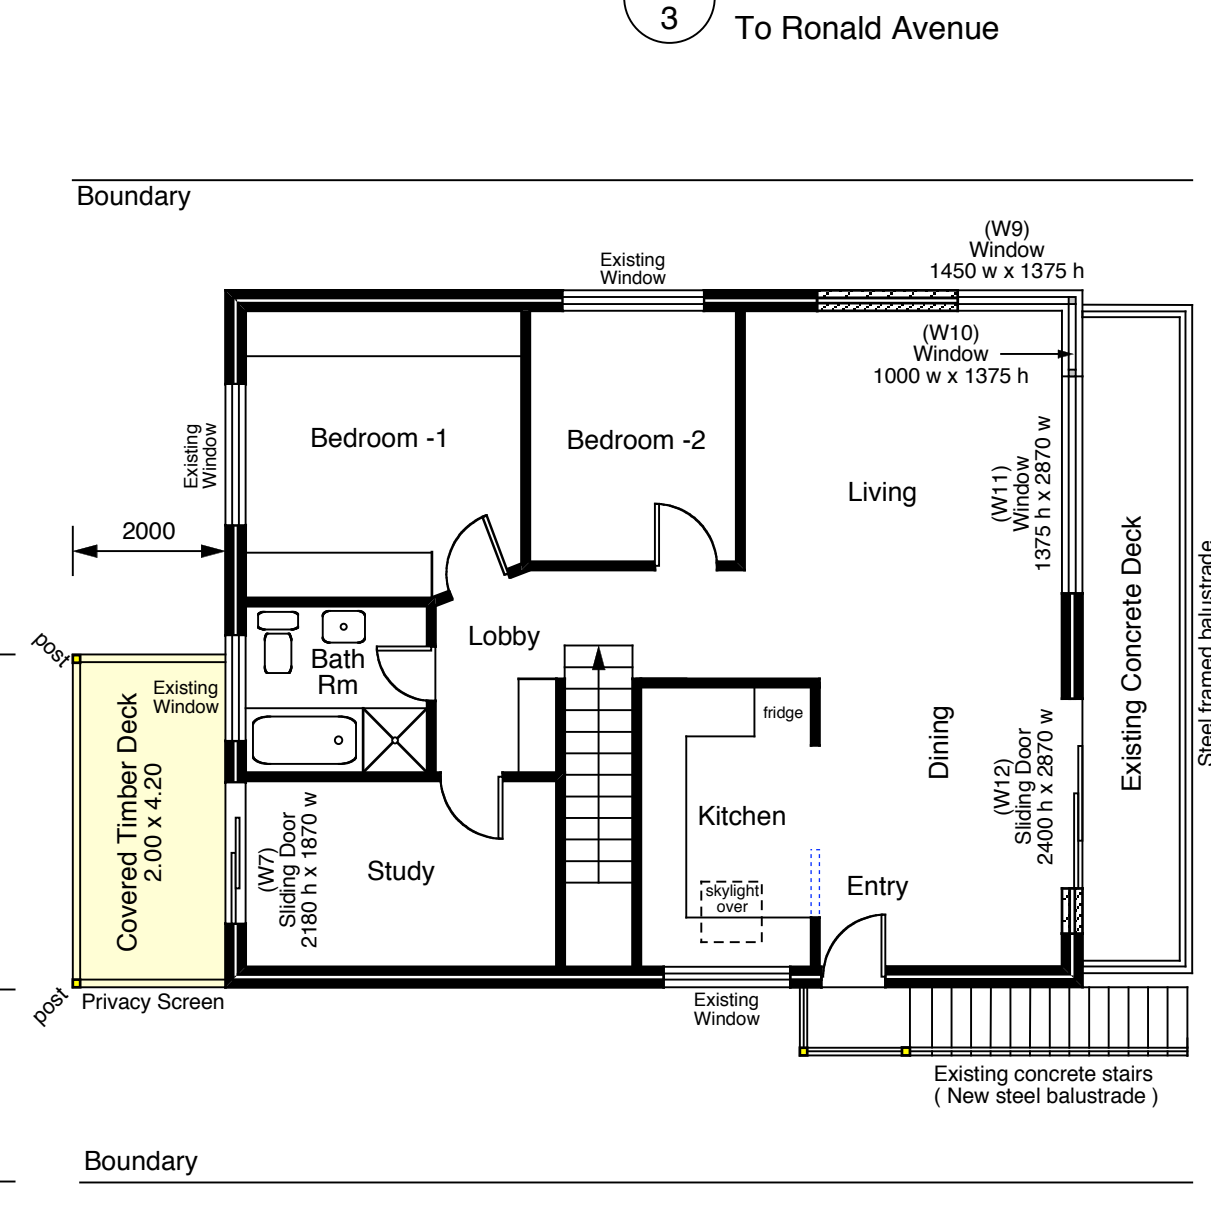 3
To Ronald Avenue
Boundary
(W9)
Window
1450 w x 1375 h
Existing
Window
(W10)
Window
1000 w x 1375 h
Existing
Window
Bedroom -1
Bedroom -2
Living
(W11)
Window
1375 h x 2870 w
2000
Existing Concrete Deck
Steel framed balustrade
post
Lobby
Bath
Rm
Existing
Window
Covered Timber Deck
2.00 x 4.20
fridge
Dining
(W12)
Sliding Door
2400 h x 2870 w
Kitchen
(W7)
Sliding Door
2180 h x 1870 w
Study
skylight
over
Entry
post
Privacy Screen
Existing
Window
Existing concrete stairs
( New steel balustrade )
Boundary